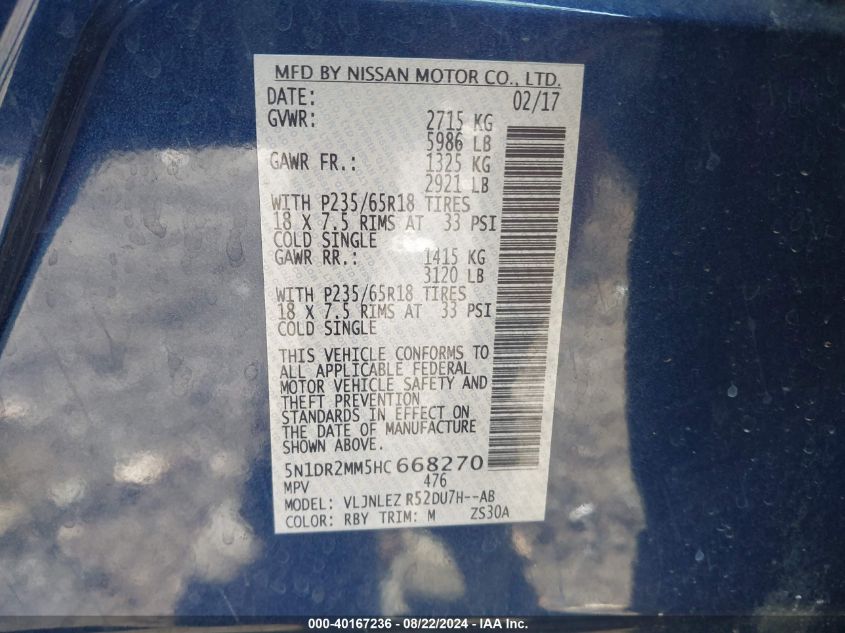 MFD BY NISSAN MOTOR CO., LTD.
DATE: 02/17
GVWR: 2715 KG
5986 LB
GAWR FR.: 1325 KG
2921 LB
WITH P235/65R18 TIRES
18 X 7.5 RIMS AT 33 PSI
COLD SINGLE
GAWR RR.: 1415 KG
3120 LB
WITH P235/65R18 TIRES
18 X 7.5 RIMS AT 33 PSI
COLD SINGLE
THIS VEHICLE CONFORMS TO
ALL APPLICABLE FEDERAL
MOTOR VEHICLE SAFETY AND
THEFT PREVENTION
STANDARDS IN EFFECT ON
THE DATE OF MANUFACTURE
SHOWN ABOVE.
5N1DR2MM5HC 668270
MPV 476
MODEL: VLJNLEZ R52DU7H--AB
COLOR: RBY TRIM: M ZS30A
000-40167236 - 08/22/2024 - IAA Inc.